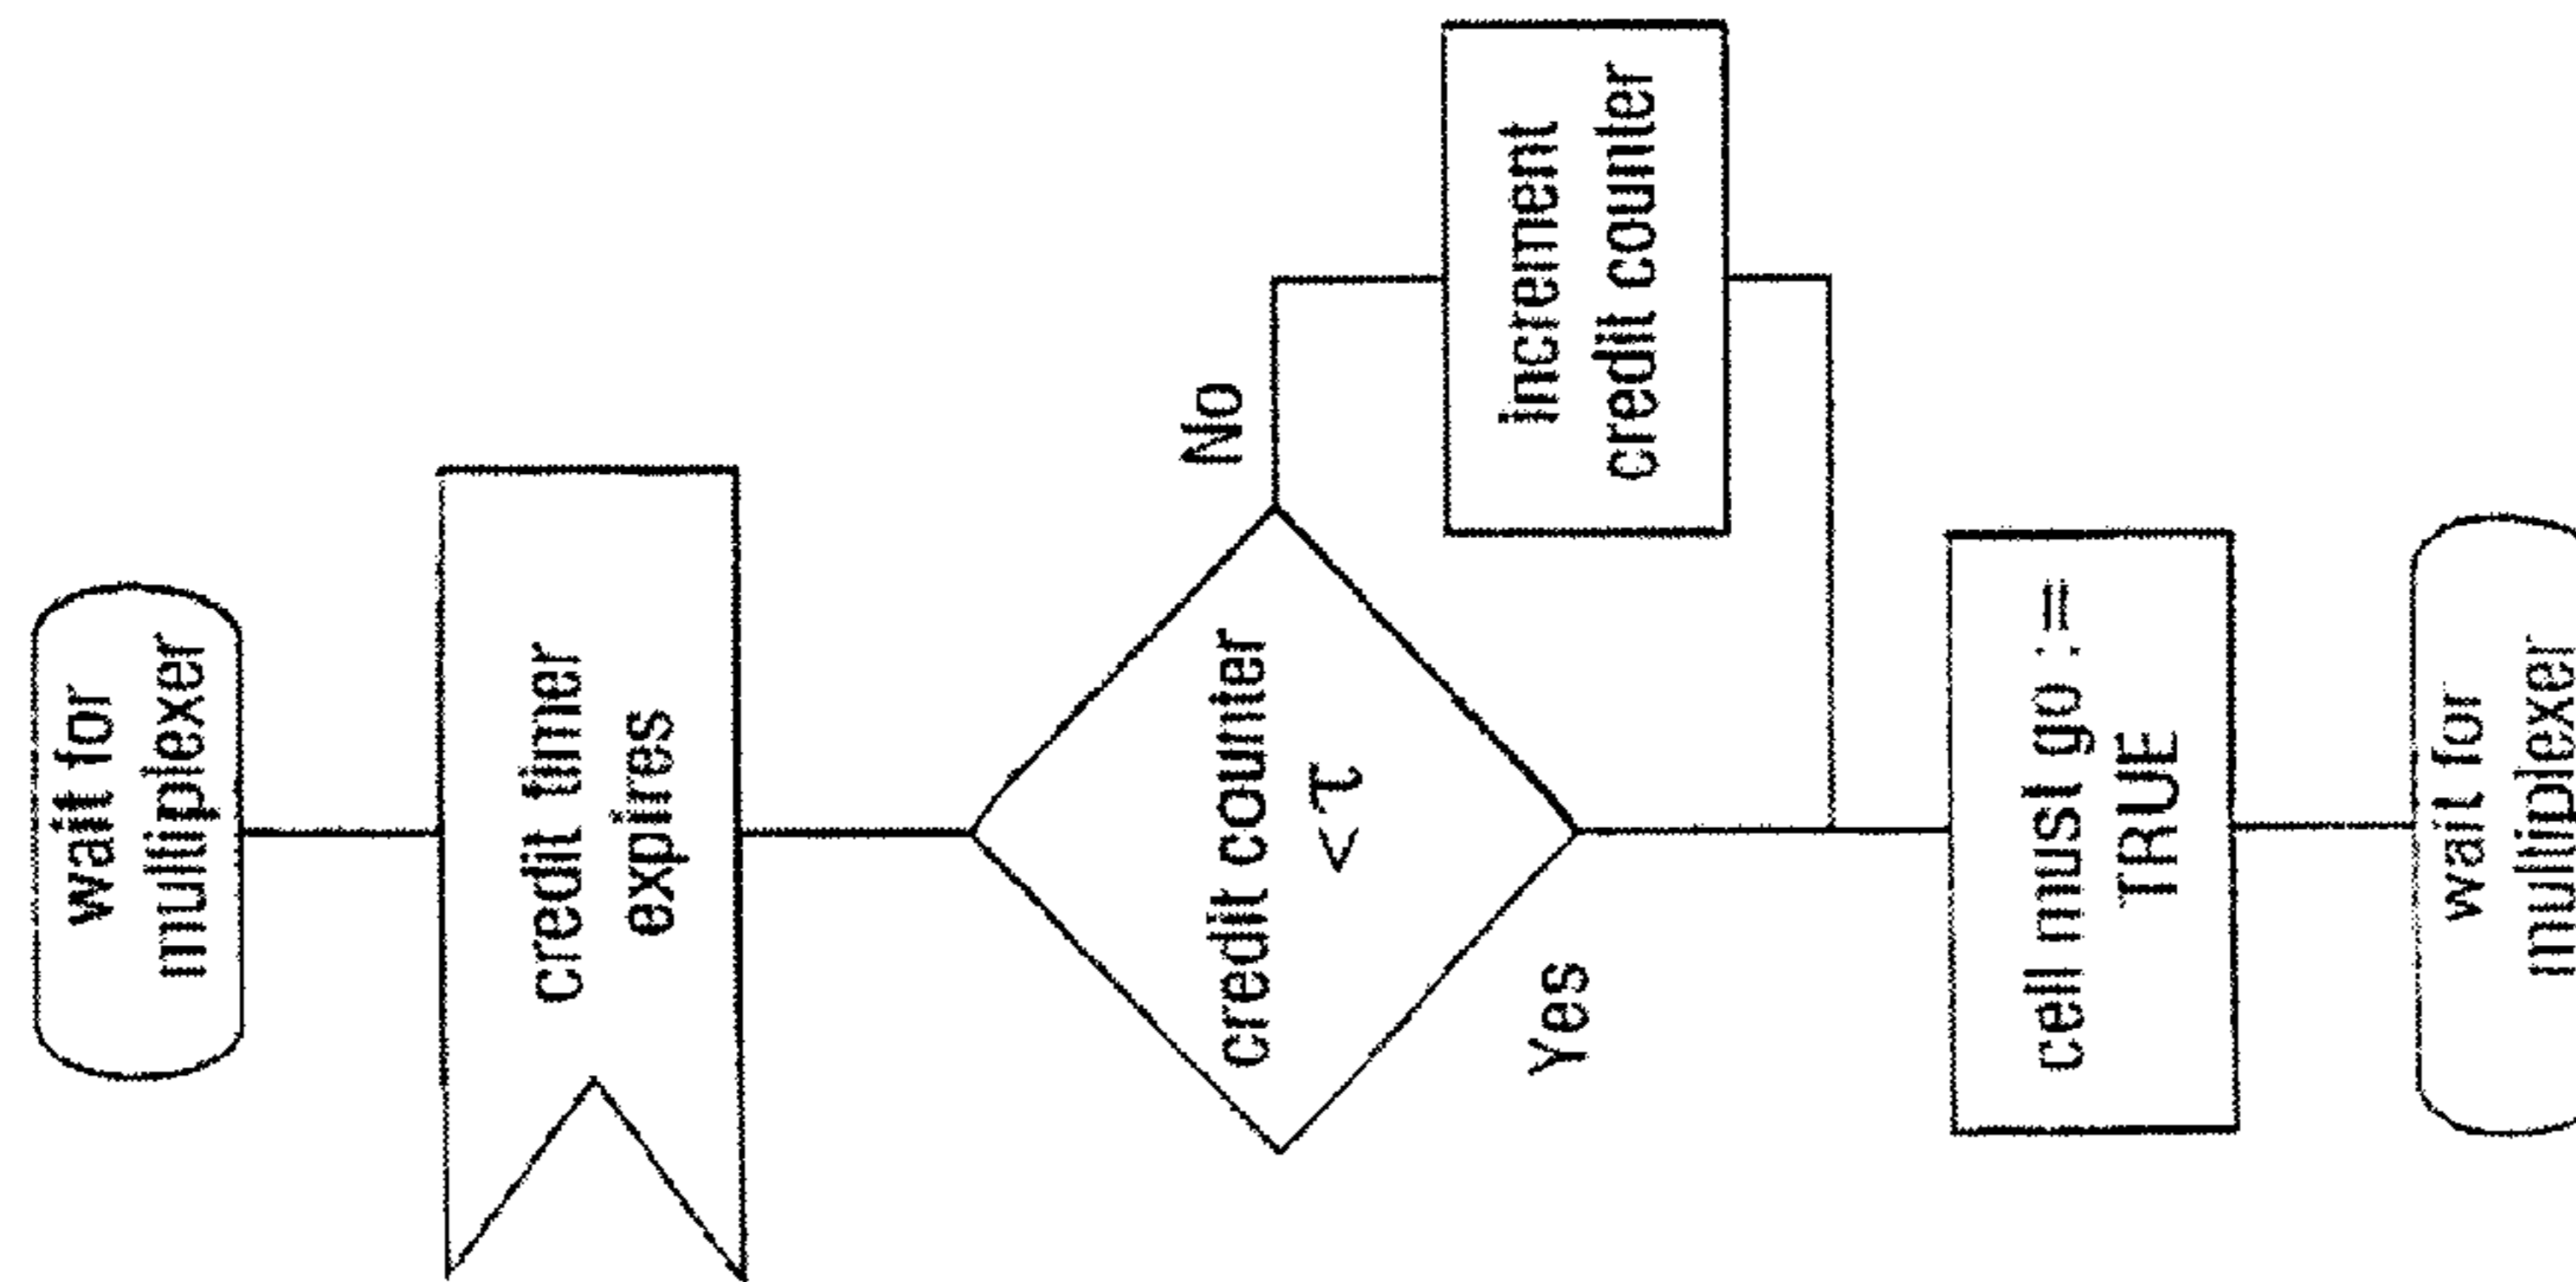 wait for
multiplexer
credit timer
expires
credit counter
<τ
No
Increment
credit counter
Yes
cell must go :=
TRUE
wait for
multiplexer